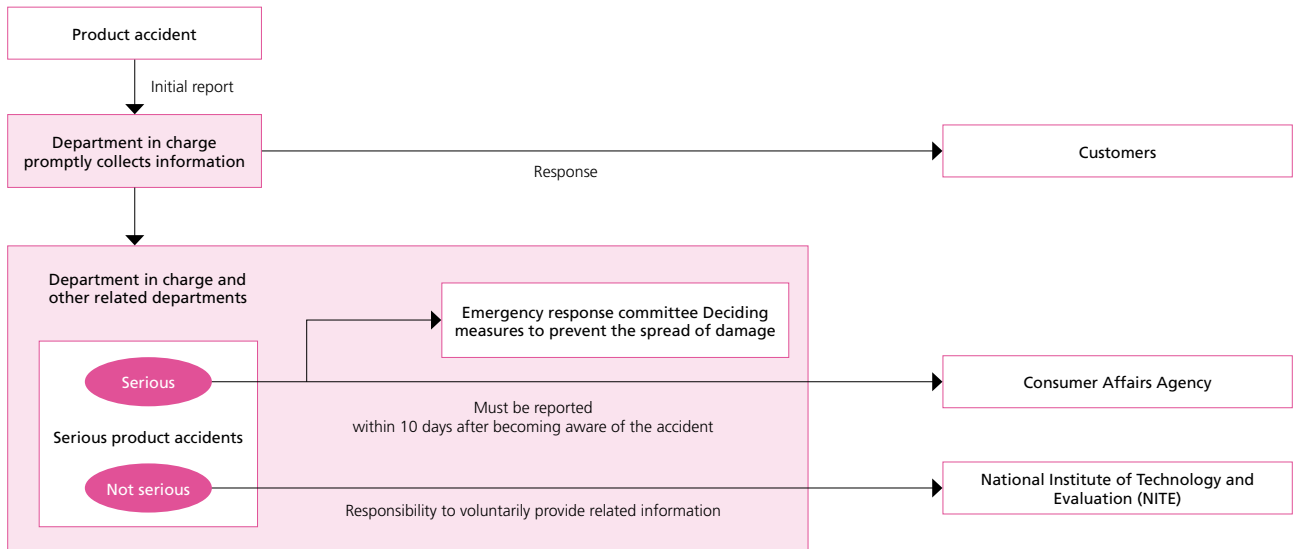 Product accident
Initial report
Department in charge
promptly collects information
Response
Customers
Department in charge and
other related departments
Emergency response committee Deciding
measures to prevent the spread of damage
Serious
Consumer Affairs Agency
Must be reported
within 10 days after becoming aware of the accident
Serious product accidents
Not serious
National Institute of Technology and
Evaluation (NITE)
Responsibility to voluntarily provide related information